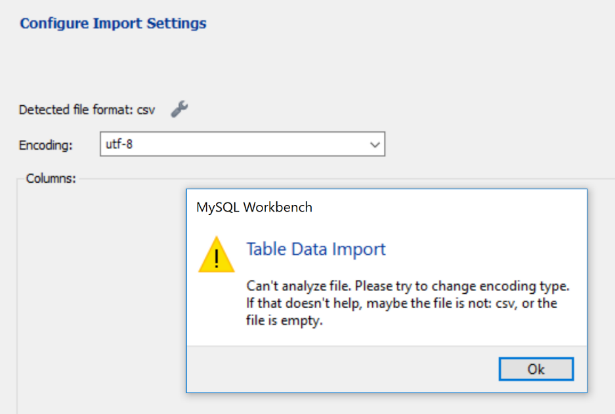 Configure Import Settings
Detected file format: csv
Encoding: utf-8
Columns:
MySQL Workbench
Table Data Import
Can't analyze file. Please try to change encoding type.
If that doesn't help, maybe the file is not: csv, or the
file is empty.
Ok